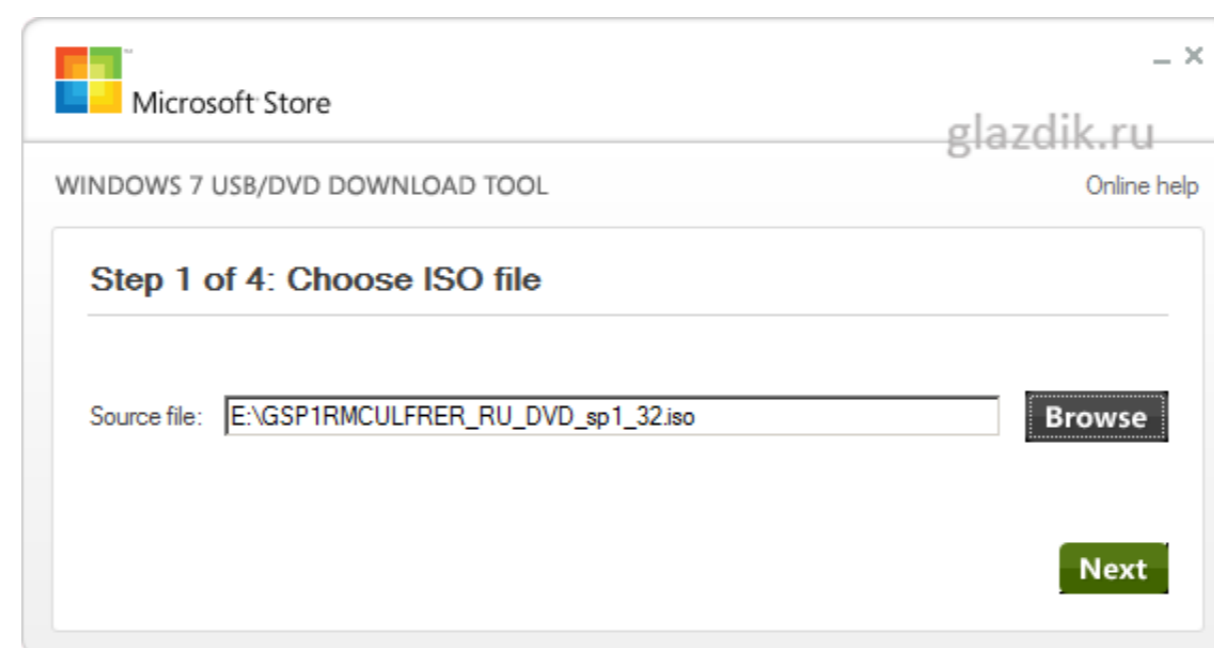 Microsoft Store
glazdik.ru
WINDOWS 7 USB/DVD DOWNLOAD TOOL
Online help
Step 1 of 4: Choose ISO file
Source file: E:\GSP1RMCULFRER_RU_DVD_sp1_32.iso Browse
Next